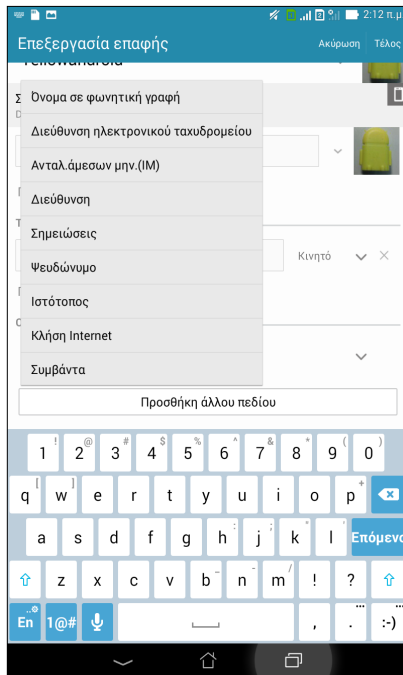 2:12 π.μ
Επεξεργασία επαφής
Ακύρωση Τέλος
Όνομα σε φωνητική γραφή
Διεύθυνση ηλεκτρονικού ταχυδρομείου
Ανταλ.άμεσων μην.(IM)
Διεύθυνση
Σημειώσεις
Κινητό
Ψευδώνυμο
Ιστότοπος
Κλήση Internet
Συμβάντα
Προσθήκη άλλου πεδίου
1 ! 2 @ 3 # 4 $ 5 % 6 ^ 7 & 8 * 9 ( 0 )
q [ w ] e r t y u i o p +
a s d f g h : j ; k " l ' Επόμενο
z x c v b _ n - m / ! ?
En 1@# , . :-)